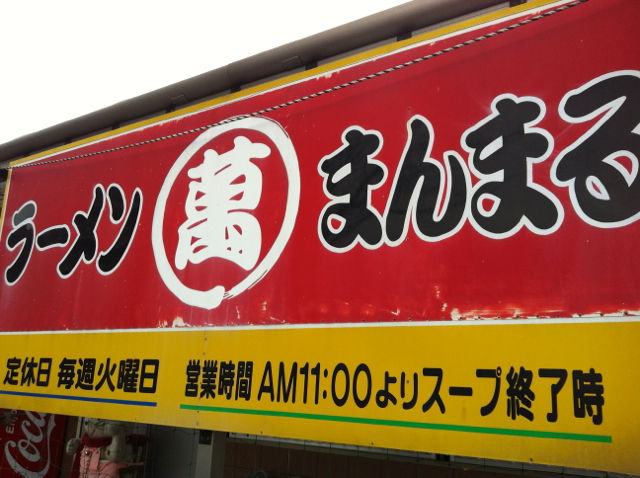 ラーメン 萬 まんまる
定休日 毎週火曜日 営業時間 AM11:00よりスープ終了時
Coca